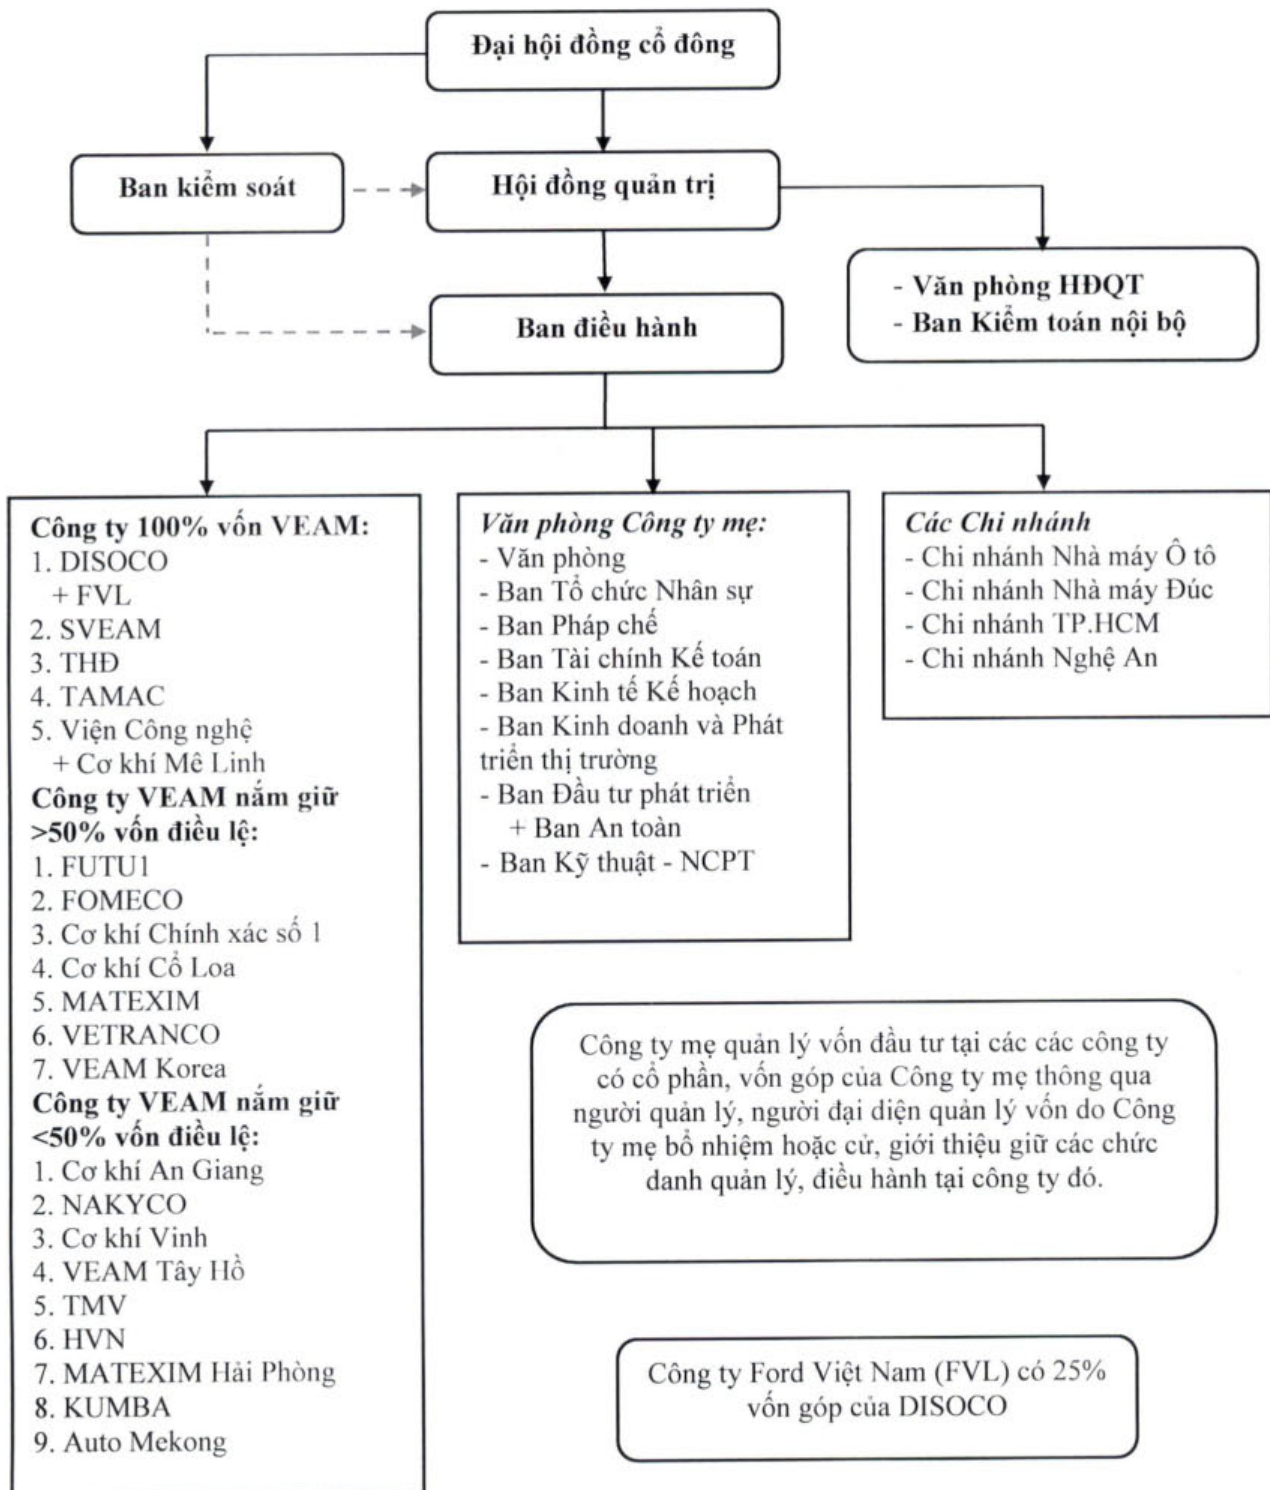 Đại hội đồng cổ đông
Ban kiểm soát
Hội đồng quản trị
- Văn phòng HĐQT
- Ban Kiểm toán nội bộ
Ban điều hành
Công ty 100% vốn VEAM:
1. DISOCO
+ FVL
2. SVEAM
3. THĐ
4. TAMAC
5. Viện Công nghệ
+ Cơ khí Mê Linh
Công ty VEAM nắm giữ
>50% vốn điều lệ:
1. FUTU1
2. FOMECO
3. Cơ khí Chính xác số 1
4. Cơ khí Cổ Loa
5. MATEXIM
6. VETRANCO
7. VEAM Korea
Công ty VEAM nắm giữ
<50% vốn điều lệ:
1. Cơ khí An Giang
2. NAKYCO
3. Cơ khí Vinh
4. VEAM Tây Hồ
5. TMV
6. HVN
7. MATEXIM Hải Phòng
8. KUMBA
9. Auto Mekong
Văn phòng Công ty mẹ:
- Văn phòng
- Ban Tổ chức Nhân sự
- Ban Pháp chế
- Ban Tài chính Kế toán
- Ban Kinh tế Kế hoạch
- Ban Kinh doanh và Phát
triển thị trường
- Ban Đầu tư phát triển
+ Ban An toàn
- Ban Kỹ thuật - NCPT
Các Chi nhánh
- Chi nhánh Nhà máy Ô tô
- Chi nhánh Nhà máy Đúc
- Chi nhánh TP.HCM
- Chi nhánh Nghệ An
Công ty mẹ quản lý vốn đầu tư tại các các công ty
có cổ phần, vốn góp của Công ty mẹ thông qua
người quản lý, người đại diện quản lý vốn do Công
ty mẹ bổ nhiệm hoặc cử, giới thiệu giữ các chức
danh quản lý, điều hành tại công ty đó.
Công ty Ford Việt Nam (FVL) có 25%
vốn góp của DISOCO